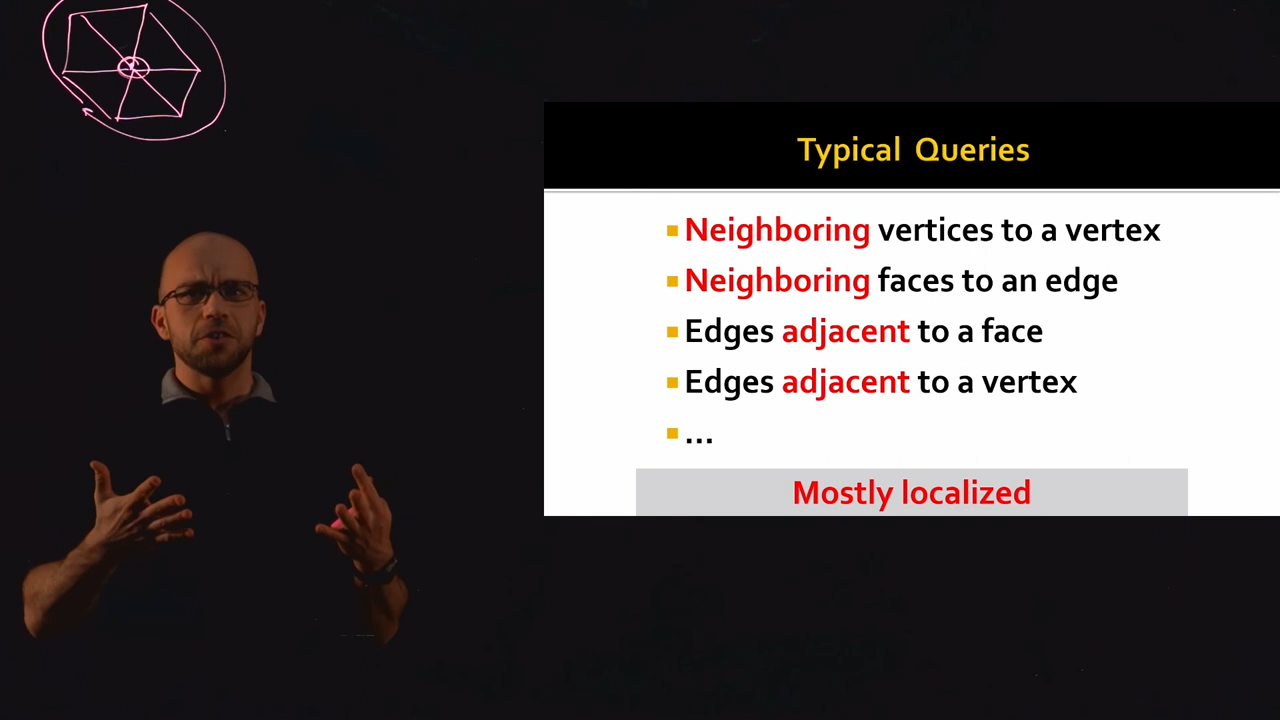 Typical Queries
Neighboring vertices to a vertex
Neighboring faces to an edge
Edges adjacent to a face
Edges adjacent to a vertex
...
Mostly localized